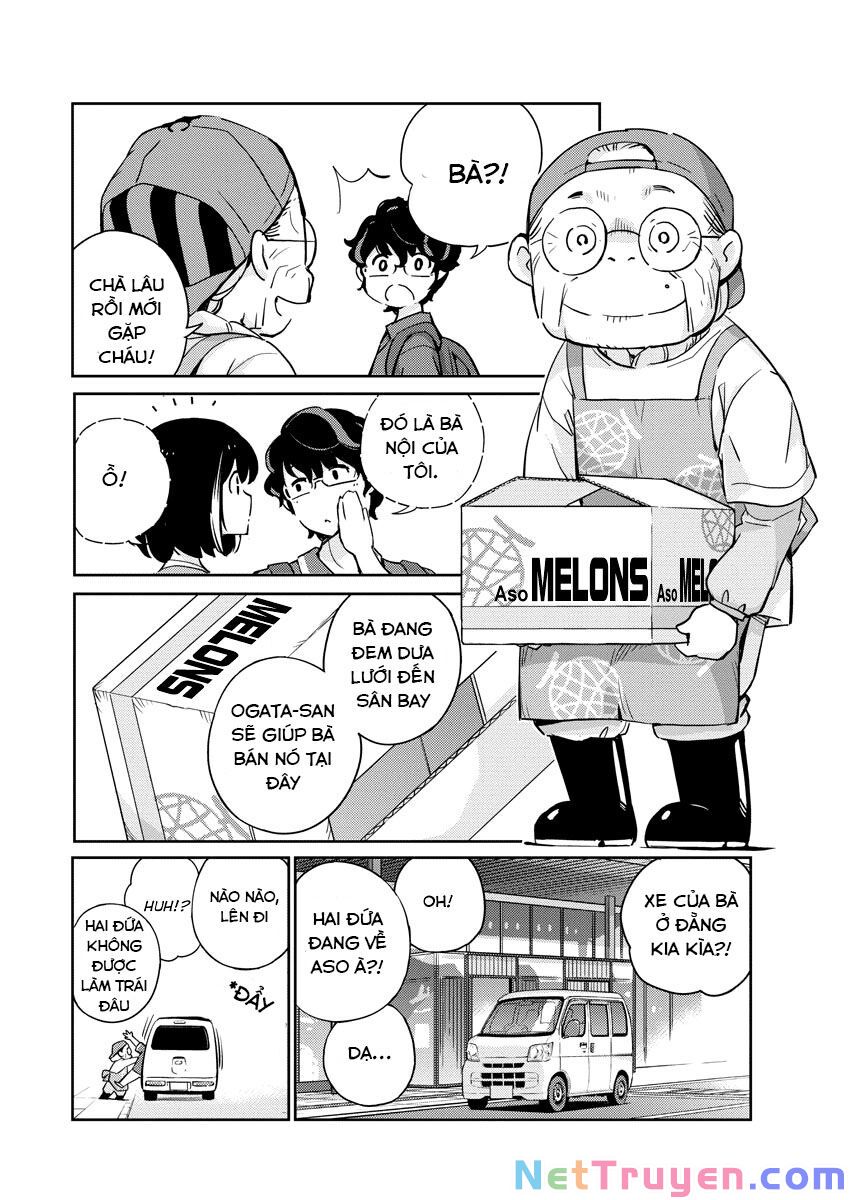 BÀ?!
CHÀ LÂU
RỒI MỚI
GẶP
CHÁU!
ĐÓ LÀ BÀ
NỘI CỦA
TÔI.
Ồ!
Aso MELONS
Aso MELO
MELONS
BÀ ĐANG
ĐEM DƯA
LƯỚI ĐẾN
SÂN BAY
OGATA-SAN
SẼ GIÚP BÀ
BÁN NÓ TẠI
ĐÂY
XE CỦA BÀ
Ở ĐẰNG
KIA KÌA?!
OH!
HAI ĐỨA
ĐANG VỀ
ASO À?!
DẠ...
NÀO NÀO,
LÊN ĐI
HUH!?
HAI ĐỨA
KHÔNG
ĐƯỢC
LÀM TRÁI
ĐÂU
*ĐẨY
NetTruyen.com